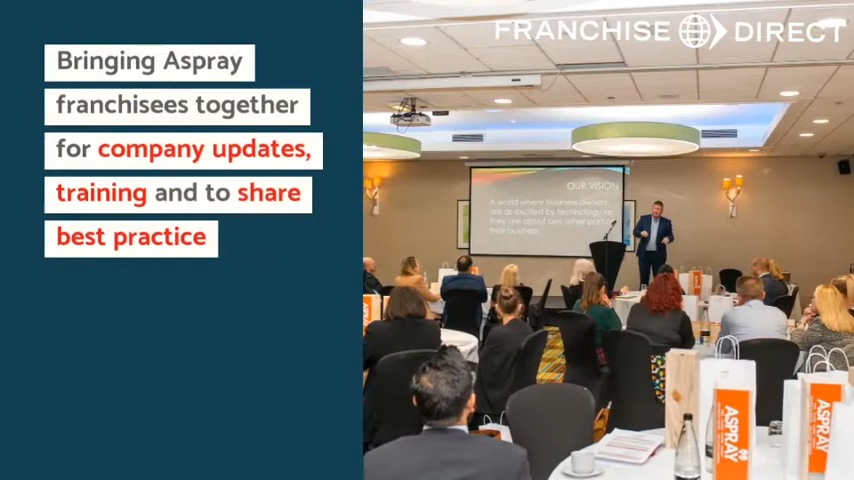 FRANCHISE DIRECT
Bringing Aspray
franchisees together
for company updates,
training and to share
best practice
OUR VISION
A world where business owners
are as excited by technology as
they are about any other part of
their business.
ASPRAY
ASPRAY